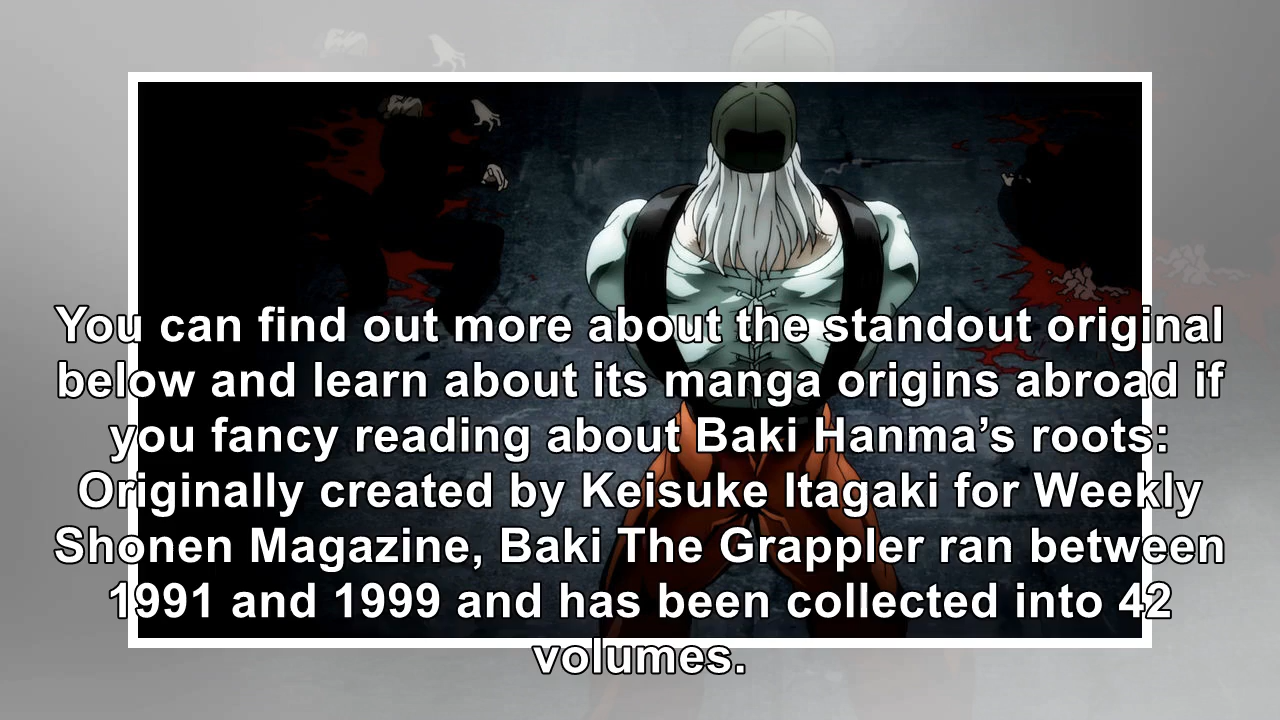 You can find out more about the standout original
below and learn about its manga origins abroad if
you fancy reading about Baki Hanma’s roots:
Originally created by Keisuke Itagaki for Weekly
Shonen Magazine, Baki The Grappler ran between
1991 and 1999 and has been collected into 42
volumes.